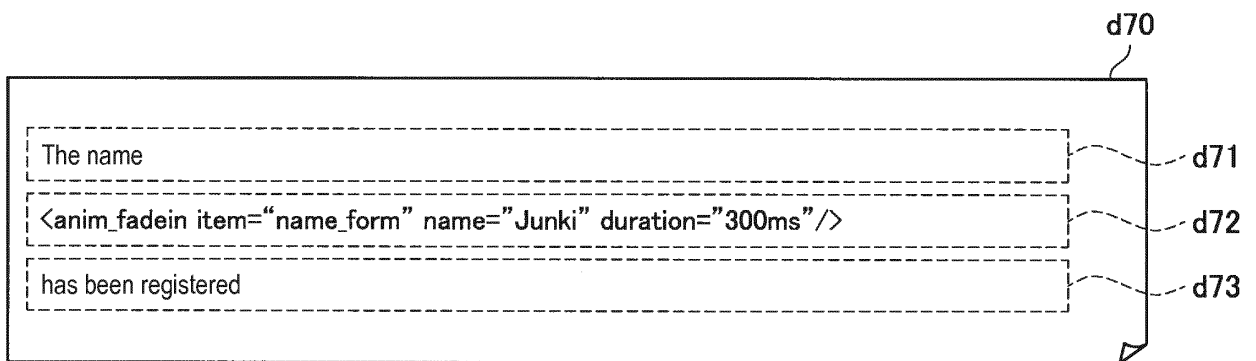 d70
The name
d71
<anim_fadein item=“name_form” name=”Junki” duration=”300ms”/>
d72
has been registered
d73